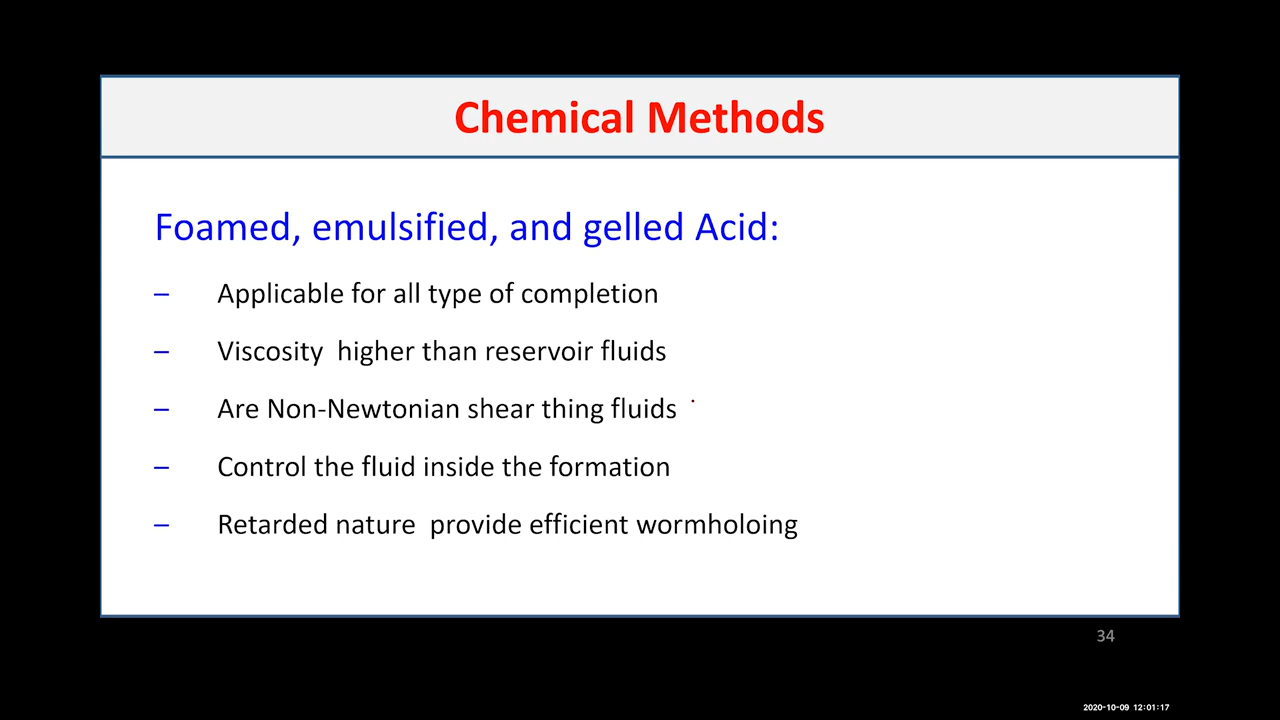 Chemical Methods
Foamed, emulsified, and gelled Acid:
– Applicable for all type of completion
– Viscosity higher than reservoir fluids
– Are Non-Newtonian shear thing fluids
– Control the fluid inside the formation
– Retarded nature provide efficient wormholoing
34
2020-10-09 12:01:17